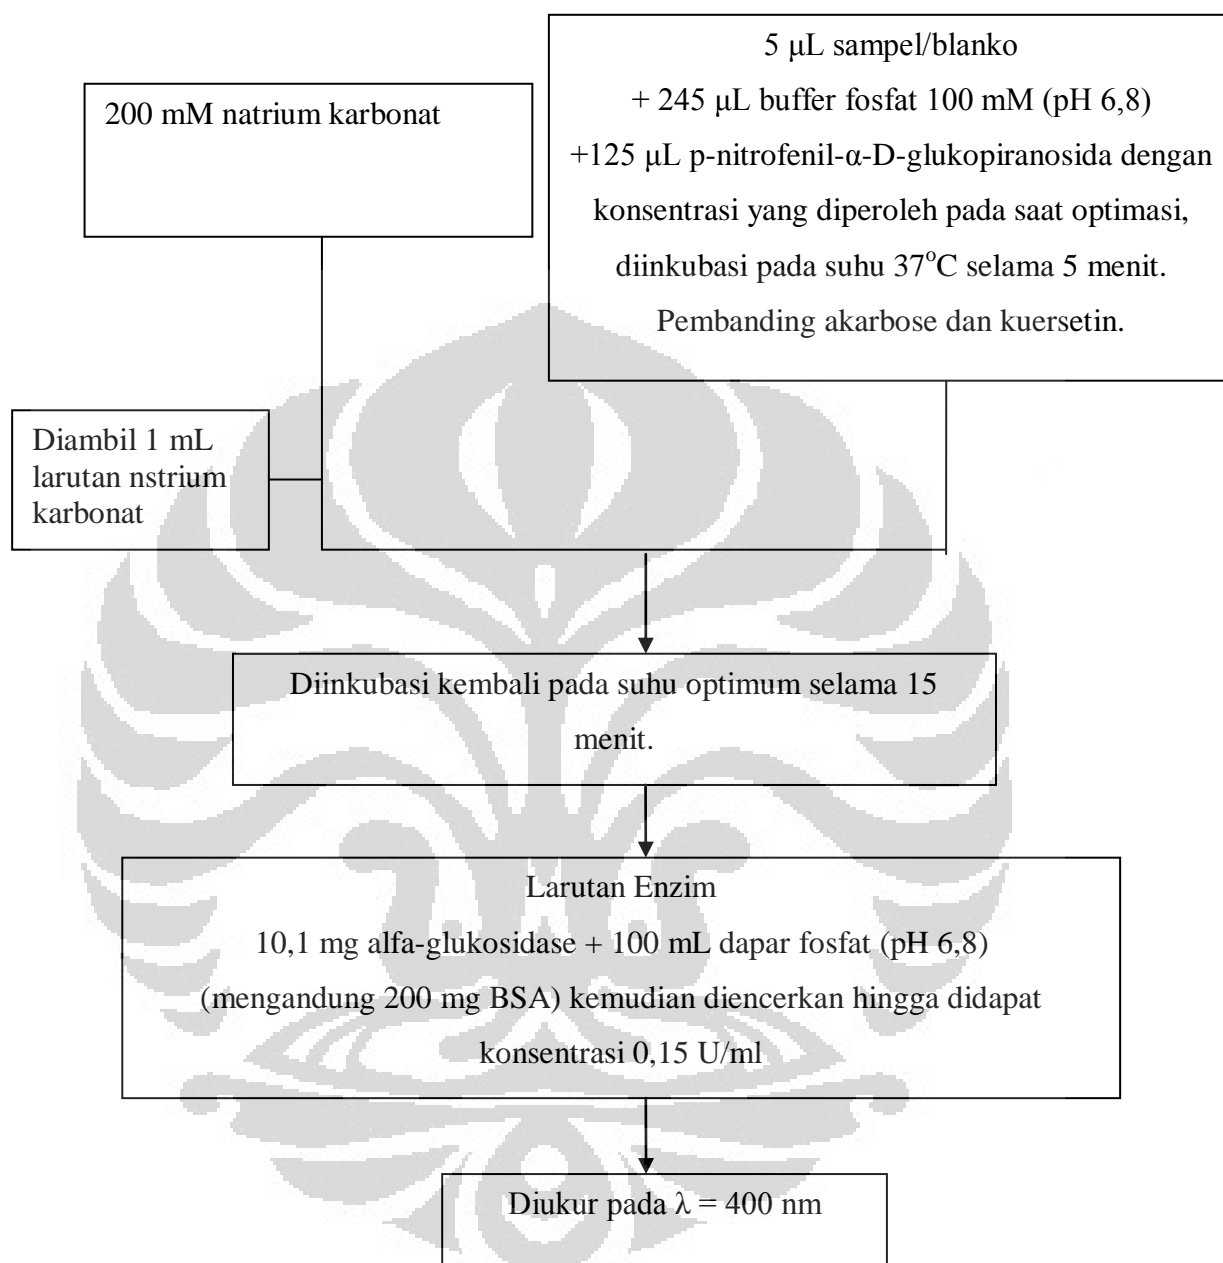 200 mM natrium karbonat
5 μL sampel/blanko
+ 245 μL buffer fosfat 100 mM (pH 6,8)
+125 μL p-nitrofenil-α-D-glukopiranosida dengan
konsentrasi yang diperoleh pada saat optimasi,
diinkubasi pada suhu 37°C selama 5 menit.
Pembanding akarbose dan kuersetin.
Diambil 1 mL
larutan nstrium
karbonat
Diinkubasi kembali pada suhu optimum selama 15
menit.
Larutan Enzim
10,1 mg alfa-glukosidase + 100 mL dapar fosfat (pH 6,8)
(mengandung 200 mg BSA) kemudian diencerkan hingga didapat
konsentrasi 0,15 U/ml
Diukur pada λ = 400 nm